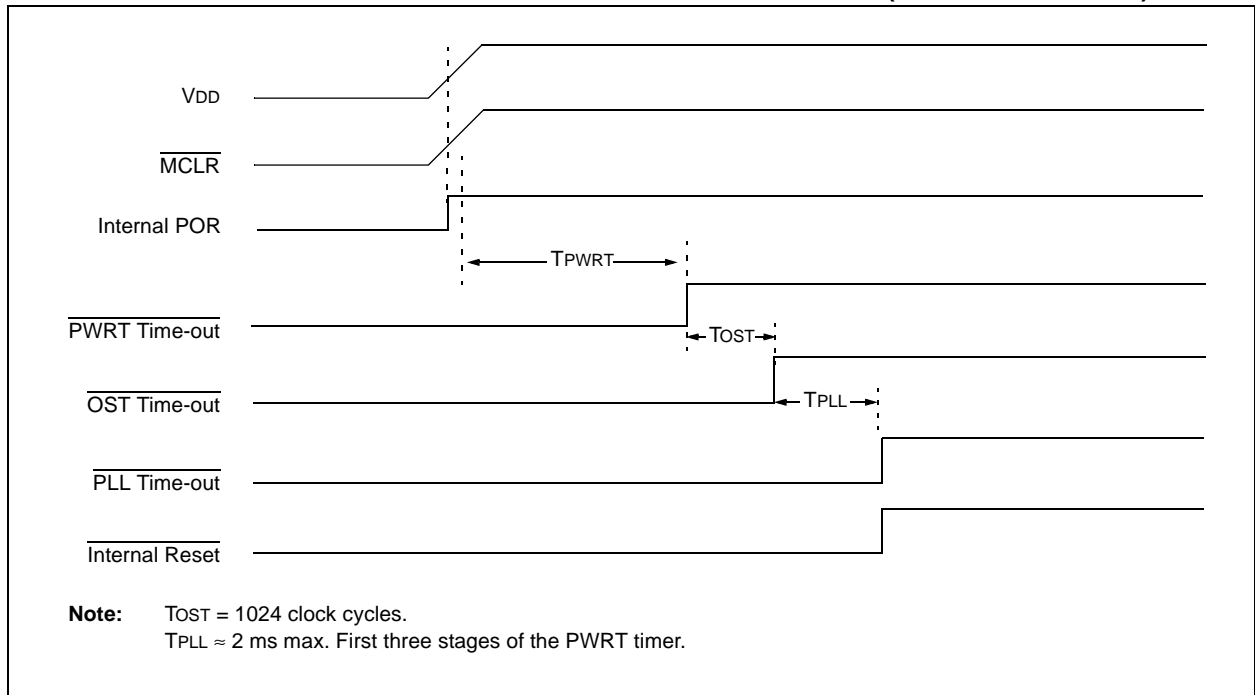 VDD
MCLR
Internal POR
TPWRT
PWRT Time-out
TOST
OST Time-out
TPLL
PLL Time-out
Internal Reset
Note: TOST = 1024 clock cycles.
TPLL ≈ 2 ms max. First three stages of the PWRT timer.